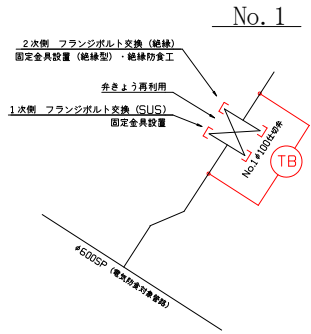 No. 1
2次側 フランジボルト交換（絶縁）
固定金具設置（絶縁型）・絶縁防食工
弁きょう再利用
1次側 フランジボルト交換（SUS）
固定金具設置
No.1 φ100仕切弁
TB
φ600SP（電気防食対象管路）